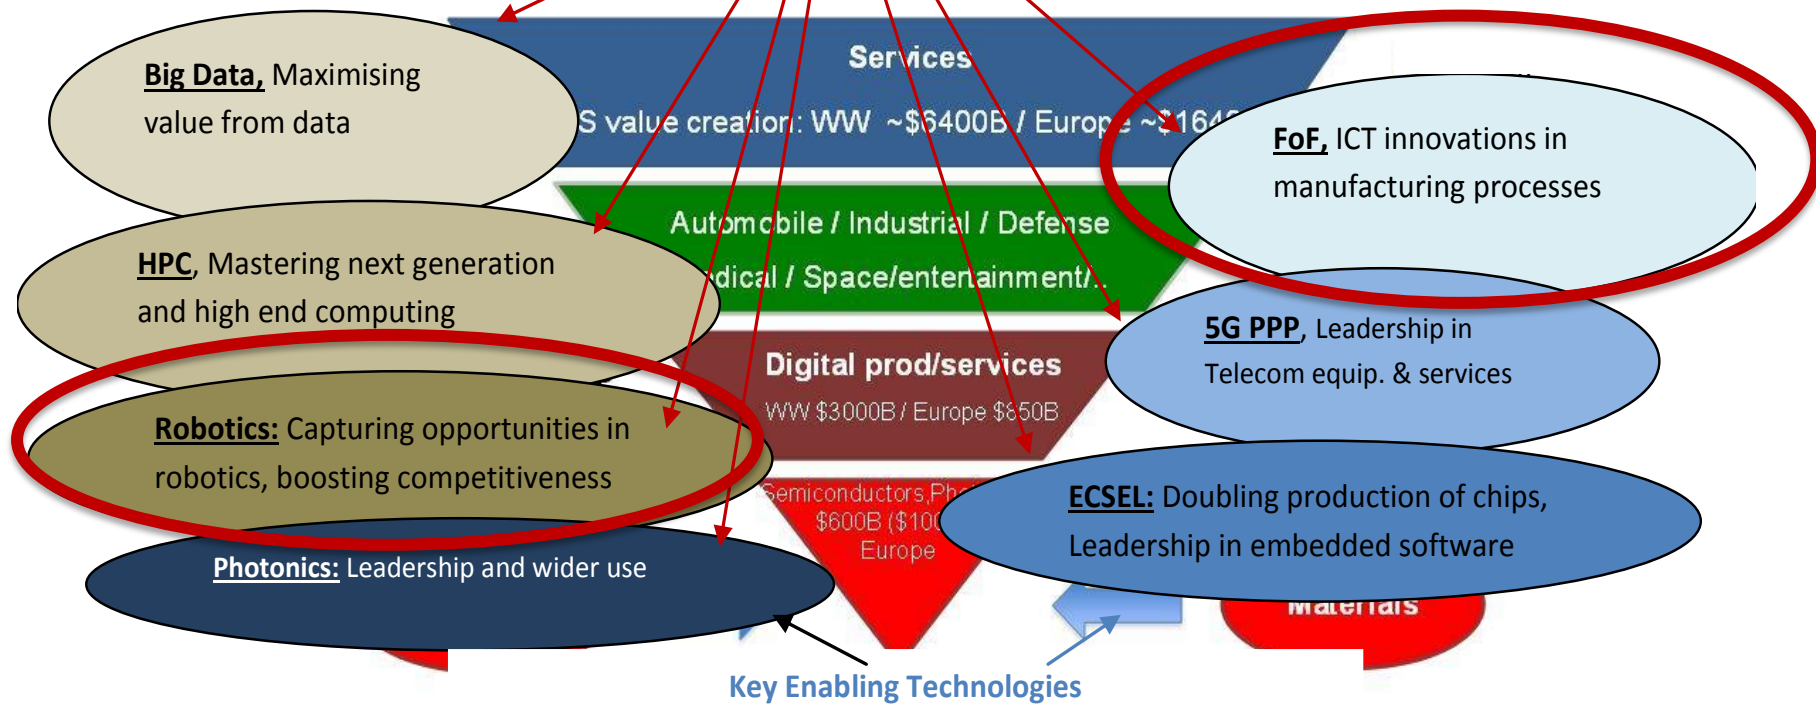 Services
S value creation: WW ~$6400B / Europe ~$164
Big Data, Maximising
value from data
FoF, ICT innovations in
manufacturing processes
Automobile / Industrial / Defense
dical / Space/entertainment/..
HPC, Mastering next generation
and high end computing
5G PPP, Leadership in
Telecom equip. & services
Digital prod/services
WW $3000B / Europe $850B
Robotics: Capturing opportunities in
robotics, boosting competitiveness
Semiconductors,Pho
$600B ($100
Europe
ECSEL: Doubling production of chips,
Leadership in embedded software
Photonics: Leadership and wider use
Materials
Key Enabling Technologies